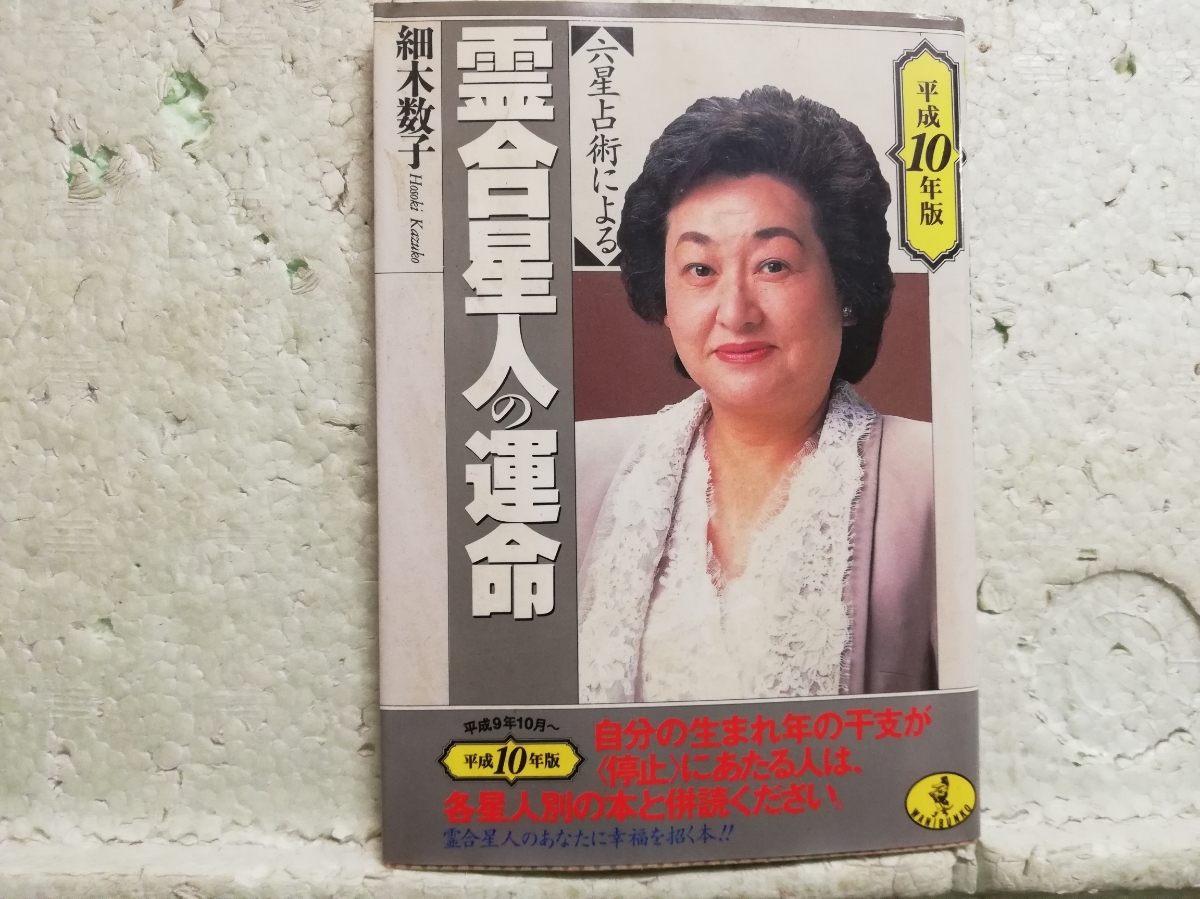 平成10年版
六星占術による
霊合星人の運命
細木数子
Hosoki Kazuko
平成9年10月〜
平成10年版
自分の生まれ年の干支が
〈停止〉にあたる人は、
各星人別の本と併読ください。
霊合星人のあなたに幸福を招く本!!
WANIBUNKO